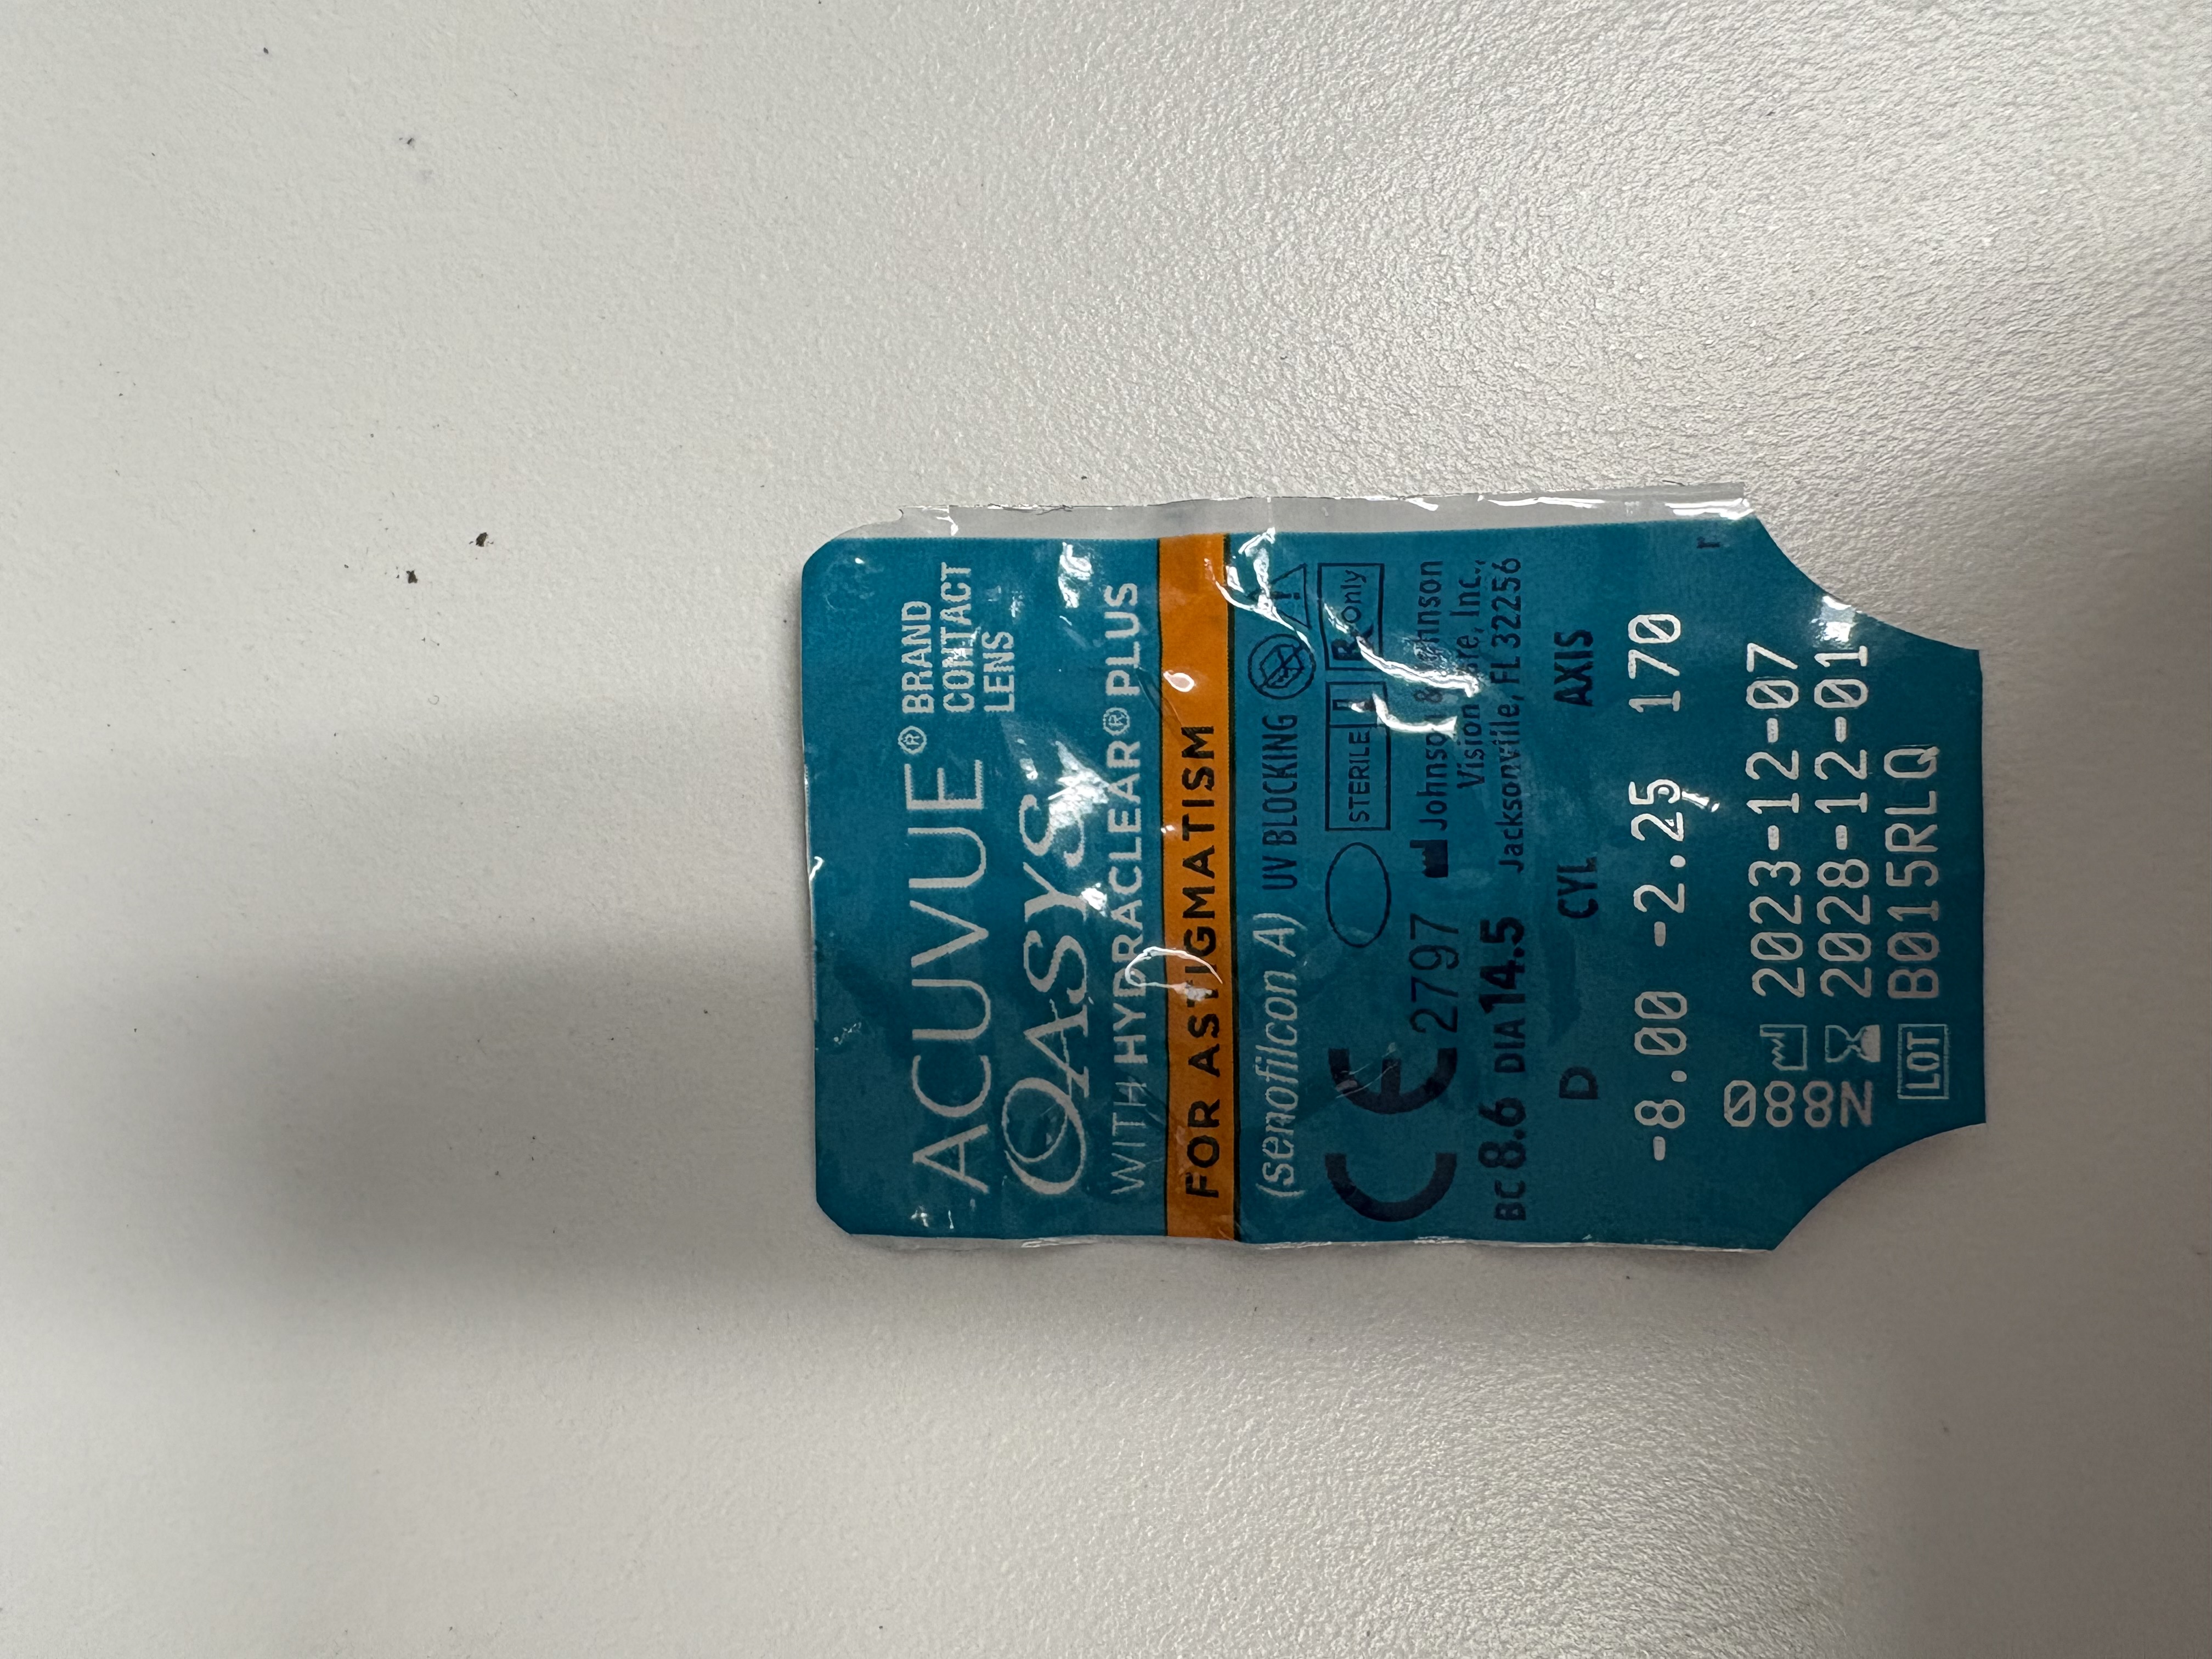 ACUVUE® BRAND
CONTACT
LENS
OASYS®
WITH HYDRACLEAR® PLUS
FOR ASTIGMATISM
(senofilcon A) UV BLOCKING
STERILE Rx Only
CE 2797
Johnson & Johnson
Vision Care, Inc.,
Jacksonville, FL 32256
BC 8.6 DIA 14.5
D CYL AXIS
-8.00 -2.25 170
r
N880
2023-12-07
2028-12-01
LOT B015RLQ